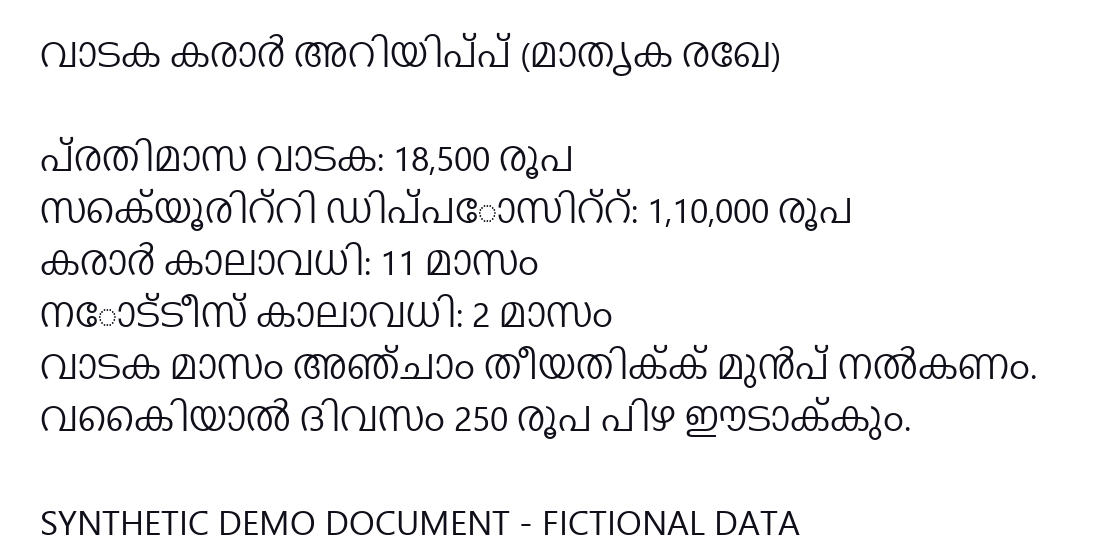 വാടക കരാർ അറിയിപ്പ് (മാതൃക രേഖ)
പ്രതിമാസ വാടക: 18,500 രൂപ
സെക്യൂരിറ്റി ഡിപ്പോസിറ്റ്: 1,10,000 രൂപ
കരാർ കാലാവധി: 11 മാസം
നോട്ടീസ് കാലാവധി: 2 മാസം
വാടക മാസം അഞ്ചാം തീയതിക്ക് മുൻപ് നൽകണം.
വൈകിയാൽ ദിവസം 250 രൂപ പിഴ ഈടാക്കും.
SYNTHETIC DEMO DOCUMENT - FICTIONAL DATA